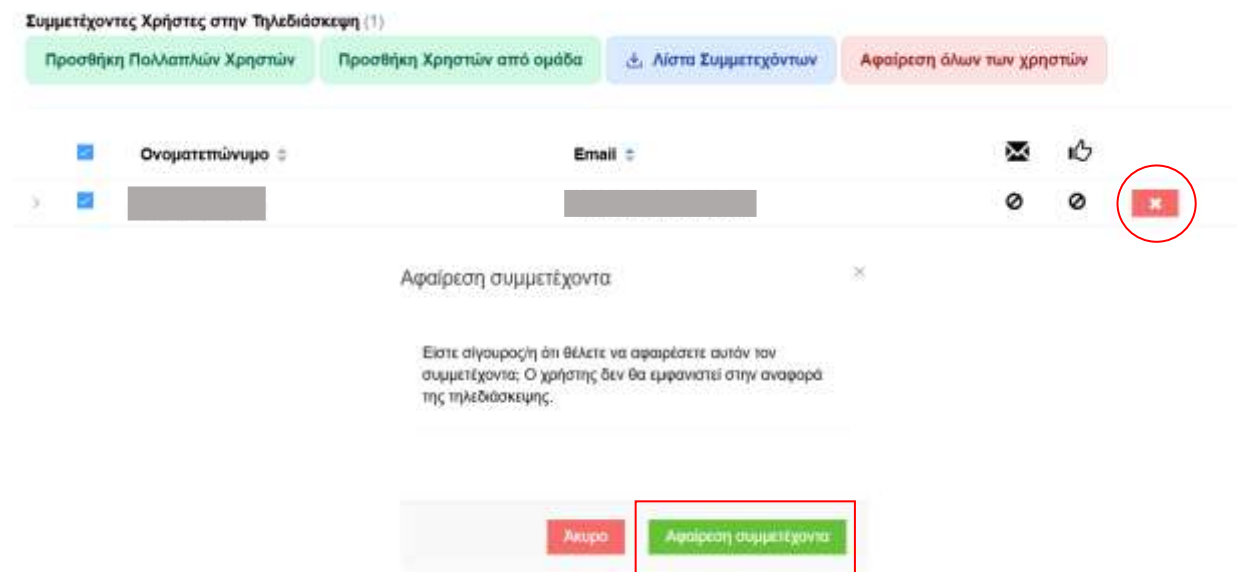 Συμμετέχοντες Χρήστες στην Τηλεδιάσκεψη (1)
Προσθήκη Πολλαπλών Χρηστών Προσθήκη Χρηστών από ομάδα Λίστα Συμμετεχόντων Αφαίρεση όλων των χρηστών
Ονοματεπώνυμο Email
Αφαίρεση συμμετέχοντα
Είστε σίγουρος/η ότι θέλετε να αφαιρέσετε αυτόν τον
συμμετέχοντα; Ο χρήστης δεν θα εμφανιστεί στην αναφορά
της τηλεδιάσκεψης.
Άκυρο Αφαίρεση συμμετέχοντα